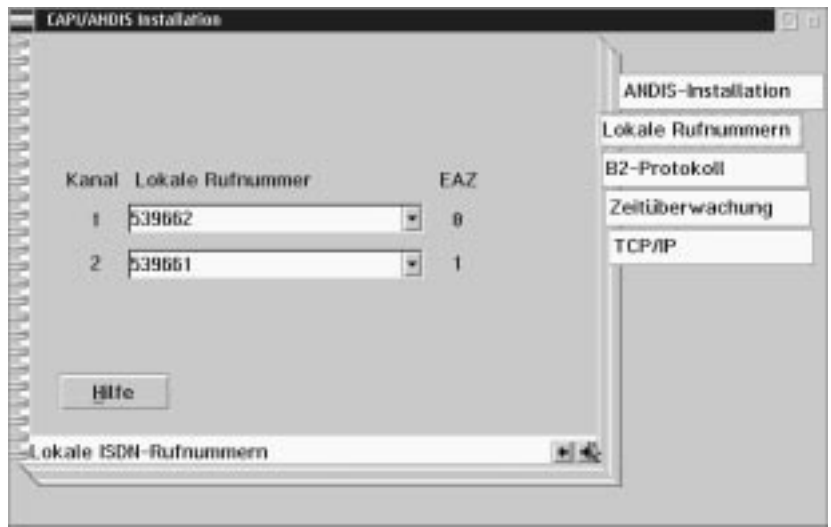 CAPI/ANDIS Installation
ANDIS-Installation
Lokale Rufnummern
B2-Protokoll
Zeitüberwachung
TCP/IP
Kanal Lokale Rufnummer EAZ
1 539662 0
2 539661 1
Hilfe
Lokale ISDN-Rufnummern